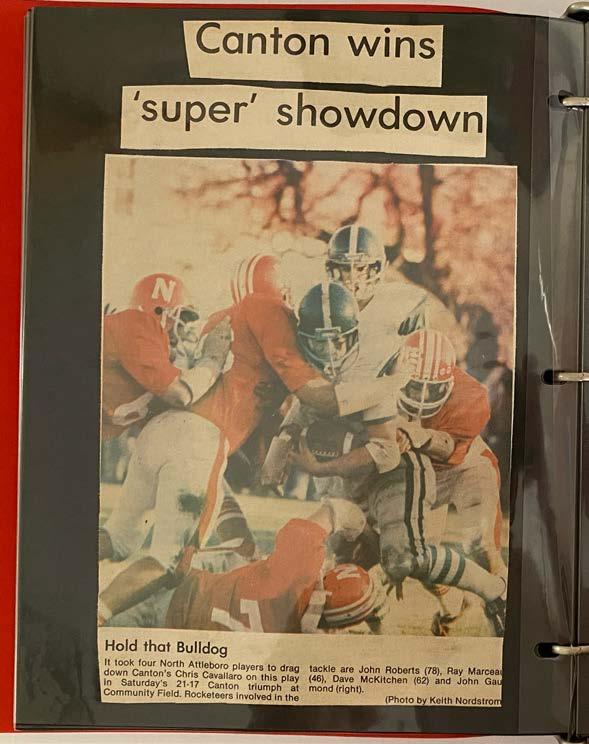 Canton wins
'super' showdown
N
N
7
Hold that Bulldog
It took four North Attleboro players to drag
down Canton's Chris Cavallaro on this play
in Saturday's 21-17 Canton triumph at
Community Field. Rocketeers involved in the
tackle are John Roberts (78), Ray Marceau
(46), Dave McKitchen (62) and John Gau
mond (right).
(Photo by Keith Nordstrom